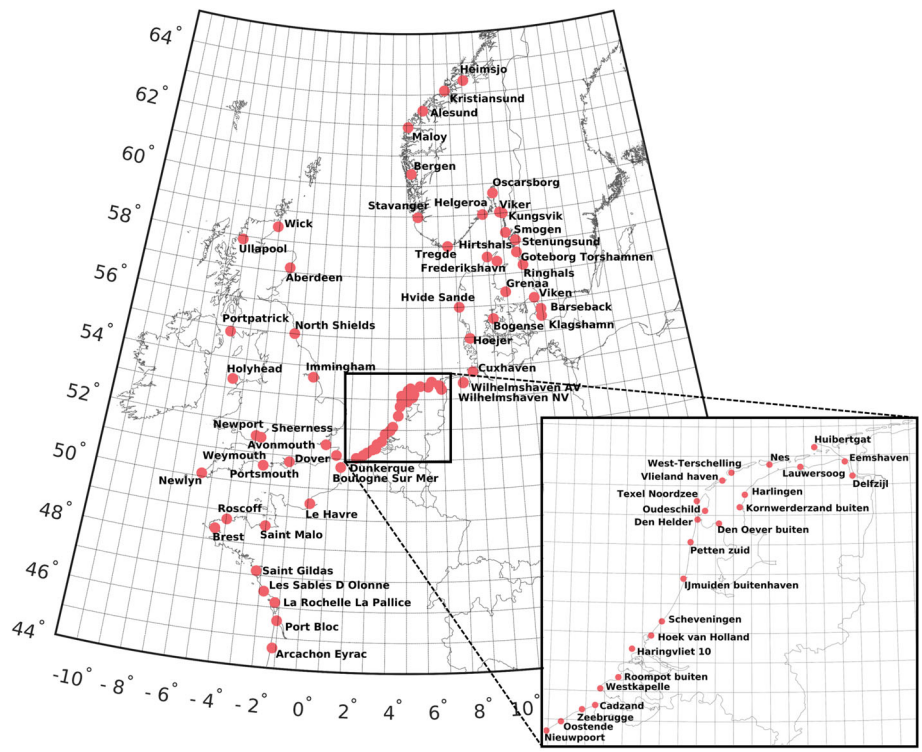 64°
62°
60°
58°
56°
54°
52°
50°
48°
46°
44°
-10°
- 8°
- 6°
- 4°
- 2°
0°
2°
4°
6°
8°
10°
Heimsjo
Kristiansund
Alesund
Maloy
Bergen
Oscarsborg
Stavanger
Helgeroa
Viker
Kungsvik
Smogen
Wick
Ullapool
Tregde
Hirtshals
Stenungsund
Goteborg Torshamnen
Frederikshavn
Ringhals
Aberdeen
Grenaa
Hvide Sande
Viken
Barseback
Portpatrick
North Shields
Bogense
Klagshamn
Hoejer
Holyhead
Immingham
Cuxhaven
Wilhelmshaven AV
Wilhelmshaven NV
Newport
Sheerness
Avonmouth
Weymouth
Dover
Dunkerque
Newlyn
Portsmouth
Boulogne Sur Mer
Roscoff
Le Havre
Brest
Saint Malo
Saint Gildas
Les Sables D Olonne
La Rochelle La Pallice
Port Bloc
Arcachon Eyrac
Huibertgat
West-Terschelling
Nes
Eemshaven
Vlieland haven
Lauwersoog
Delfzijl
Texel Noordzee
Harlingen
Oudeschild
Kornwerderzand buiten
Den Helder
Den Oever buiten
Petten zuid
IJmuiden buitenhaven
Scheveningen
Hoek van Holland
Haringvliet 10
Roompot buiten
Westkapelle
Cadzand
Zeebrugge
Oostende
Nieuwpoort